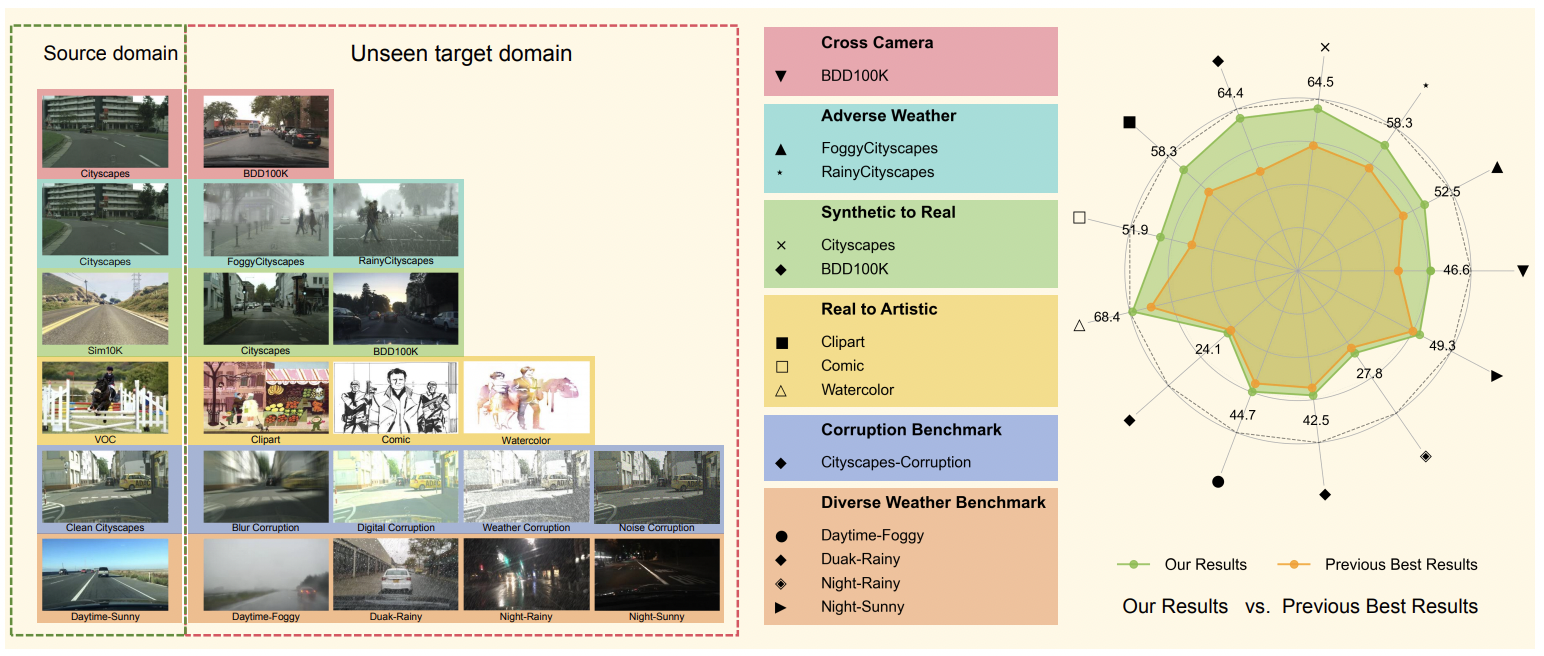 Source domain
Unseen target domain
Cityscapes
BDD100K
Cityscapes
FoggyCityscapes
RainyCityscapes
Sim10K
Cityscapes
BDD100K
VOC
Clipart
Comic
Watercolor
Clean Cityscapes
Blur Corruption
Digital Corruption
Weather Corruption
Noise Corruption
Daytime-Sunny
Daytime-Foggy
Duak-Rainy
Night-Rainy
Night-Sunny
Cross Camera
BDD100K
Adverse Weather
FoggyCityscapes
RainyCityscapes
Synthetic to Real
Cityscapes
BDD100K
Real to Artistic
Clipart
Comic
Watercolor
Corruption Benchmark
Cityscapes-Corruption
Diverse Weather Benchmark
Daytime-Foggy
Duak-Rainy
Night-Rainy
Night-Sunny
64.5
64.4
58.3
58.3
52.5
51.9
46.6
68.4
49.3
24.1
27.8
44.7
42.5
Our Results
Previous Best Results
Our Results vs. Previous Best Results